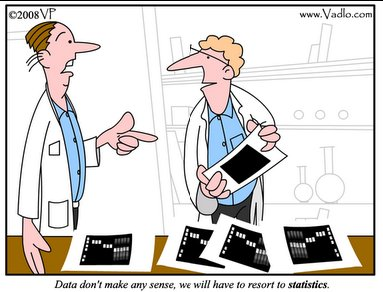 ©2008 VP
www.Vadlo.com
Data don't make any sense, we will have to resort to statistics.